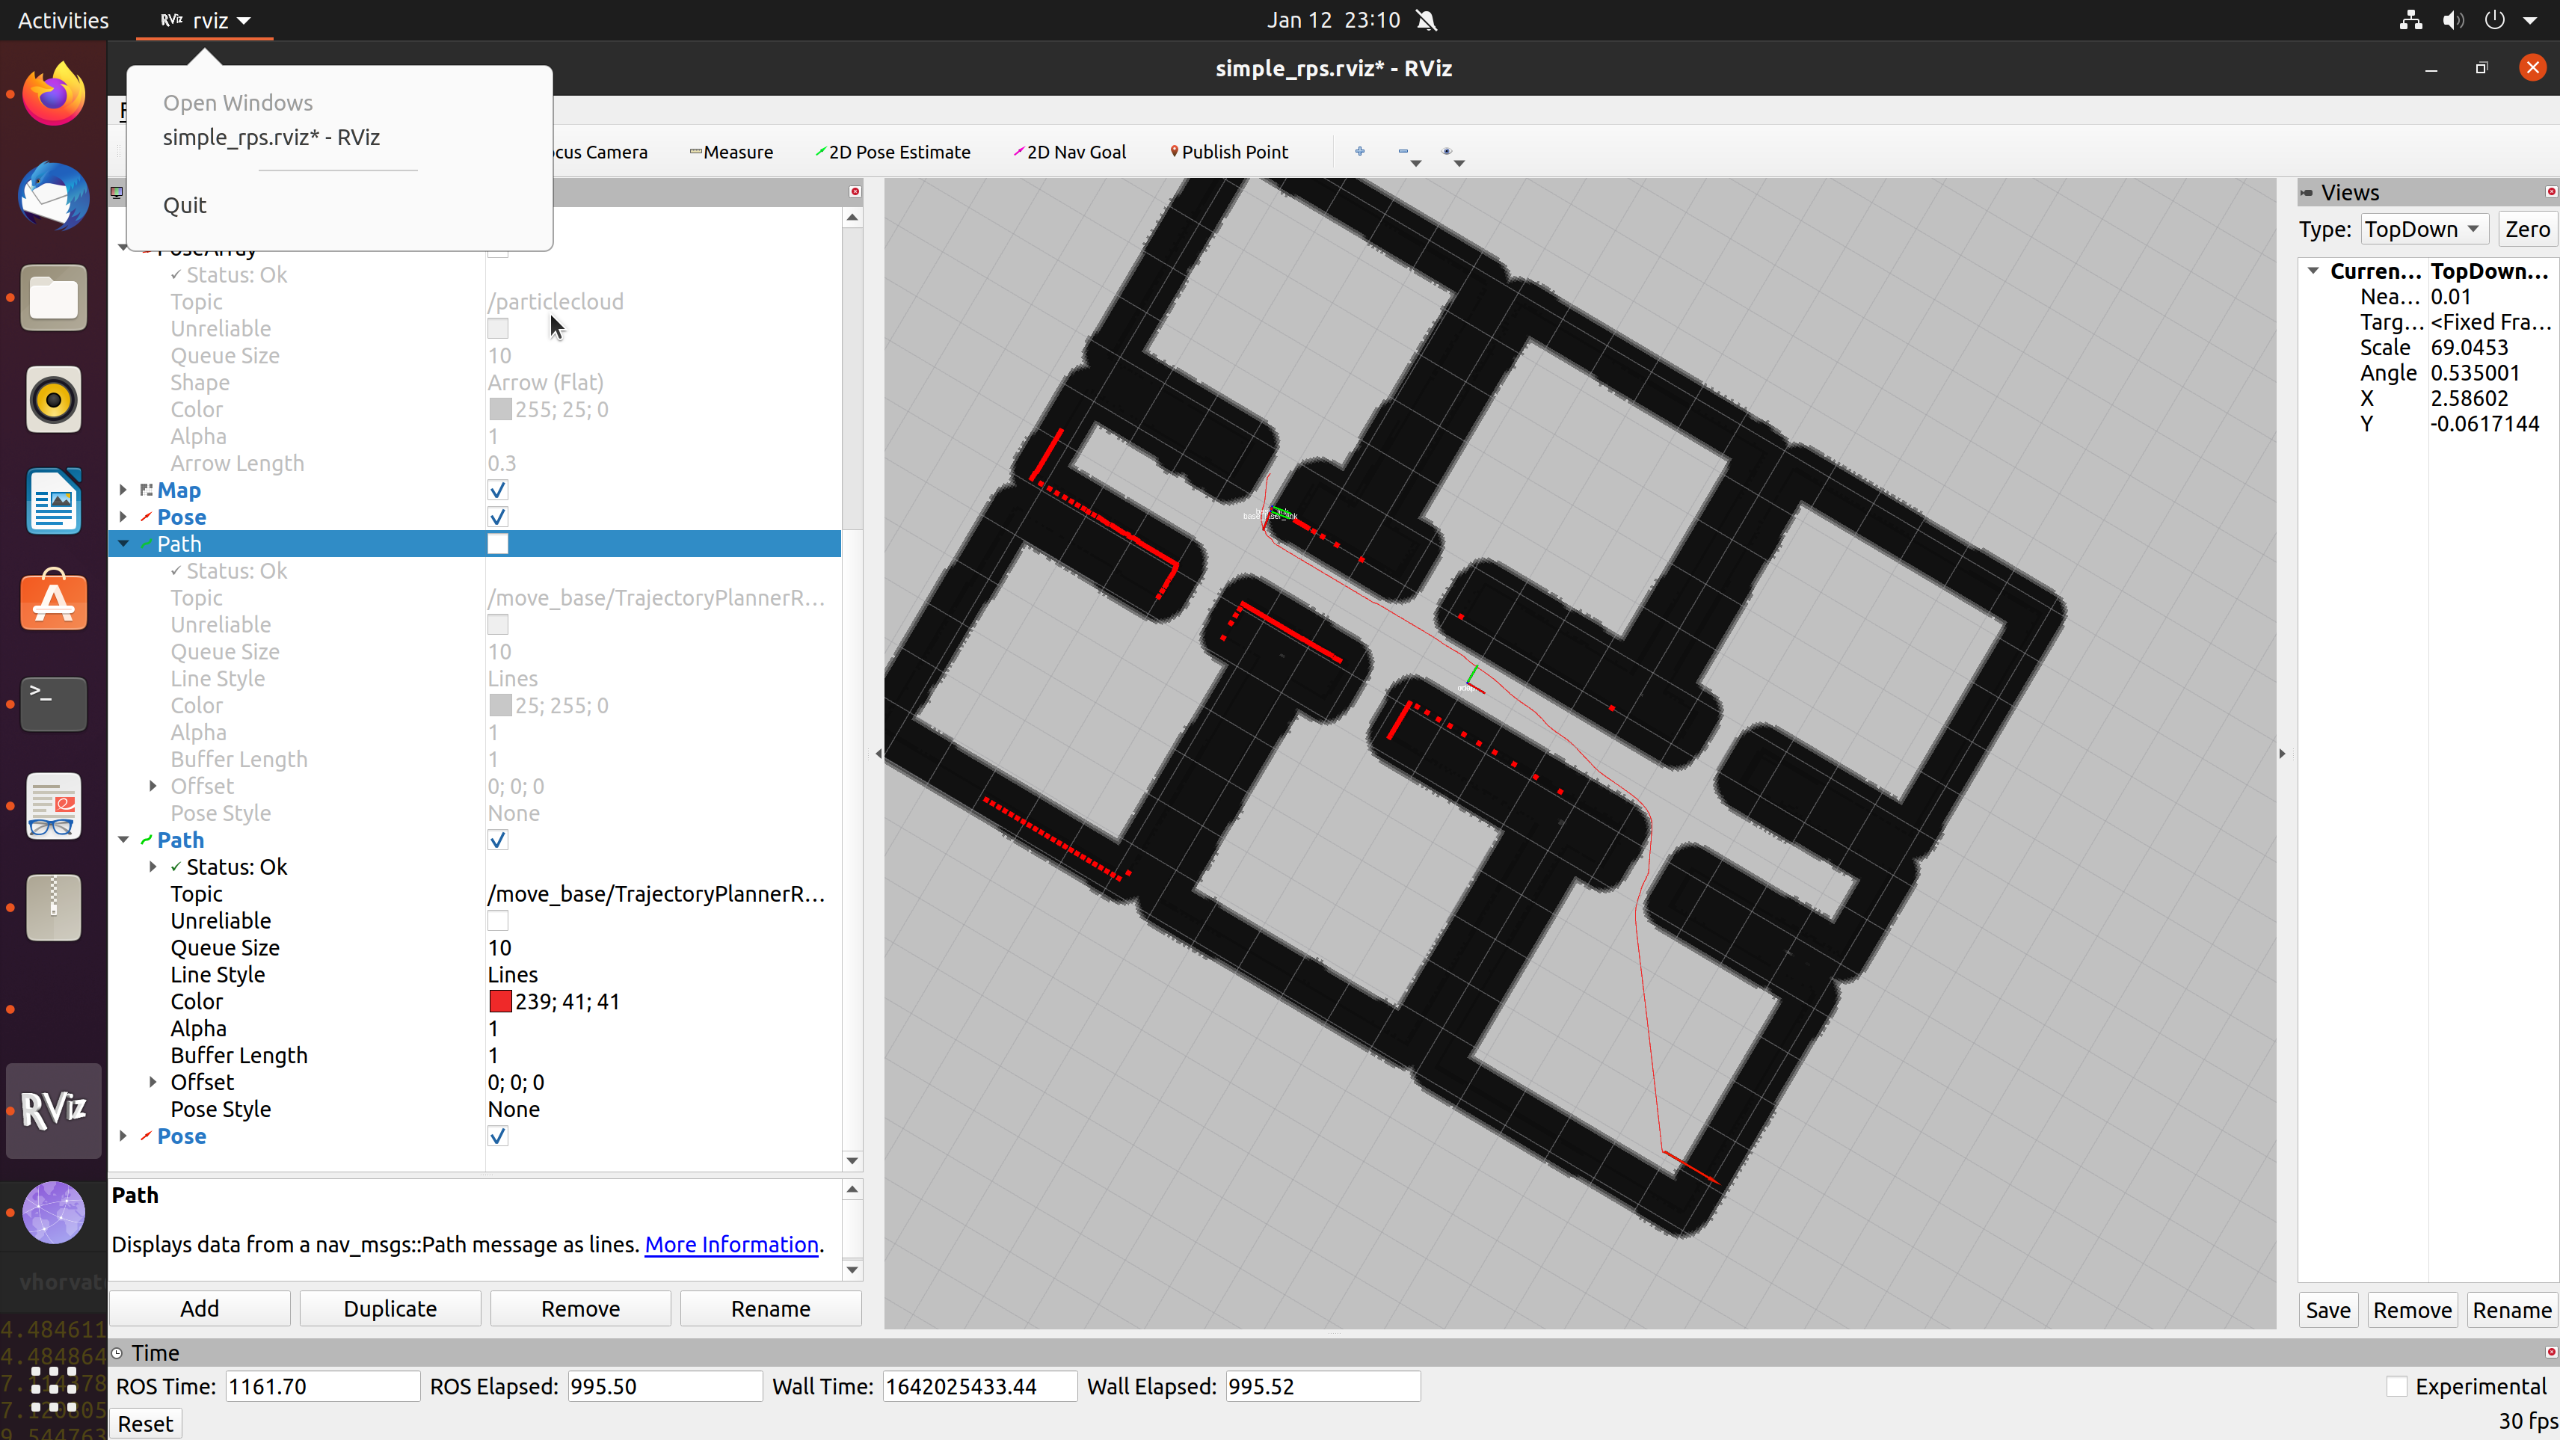 Activities
RViz rviz
Jan 12 23:10
simple_rps.rviz* - RViz
Open Windows
simple_rps.rviz* - RViz
Quit
ocus Camera
Measure
2D Pose Estimate
2D Nav Goal
Publish Point
PoseArray
Status: Ok
Topic /particlecloud
Unreliable
Queue Size 10
Shape Arrow (Flat)
Color 255; 25; 0
Alpha 1
Arrow Length 0.3
Map
Pose
Path
Status: Ok
Topic /move_base/TrajectoryPlannerR...
Unreliable
Queue Size 10
Line Style Lines
Color 25; 255; 0
Alpha 1
Buffer Length 1
Offset 0; 0; 0
Pose Style None
Path
Status: Ok
Topic /move_base/TrajectoryPlannerR...
Unreliable
Queue Size 10
Line Style Lines
Color 239; 41; 41
Alpha 1
Buffer Length 1
Offset 0; 0; 0
Pose Style None
Pose
Path
Displays data from a nav_msgs::Path message as lines. More Information.
Add
Duplicate
Remove
Rename
Views
Type: TopDown Zero
Curren... TopDown...
Nea... 0.01
Targ... <Fixed Fra...
Scale 69.0453
Angle 0.535001
X 2.58602
Y -0.0617144
Save
Remove
Rename
Time
ROS Time: 1161.70
ROS Elapsed: 995.50
Wall Time: 1642025433.44
Wall Elapsed: 995.52
Experimental
Reset
30 fps
RViz
vhorvat
4.484611
4.484864